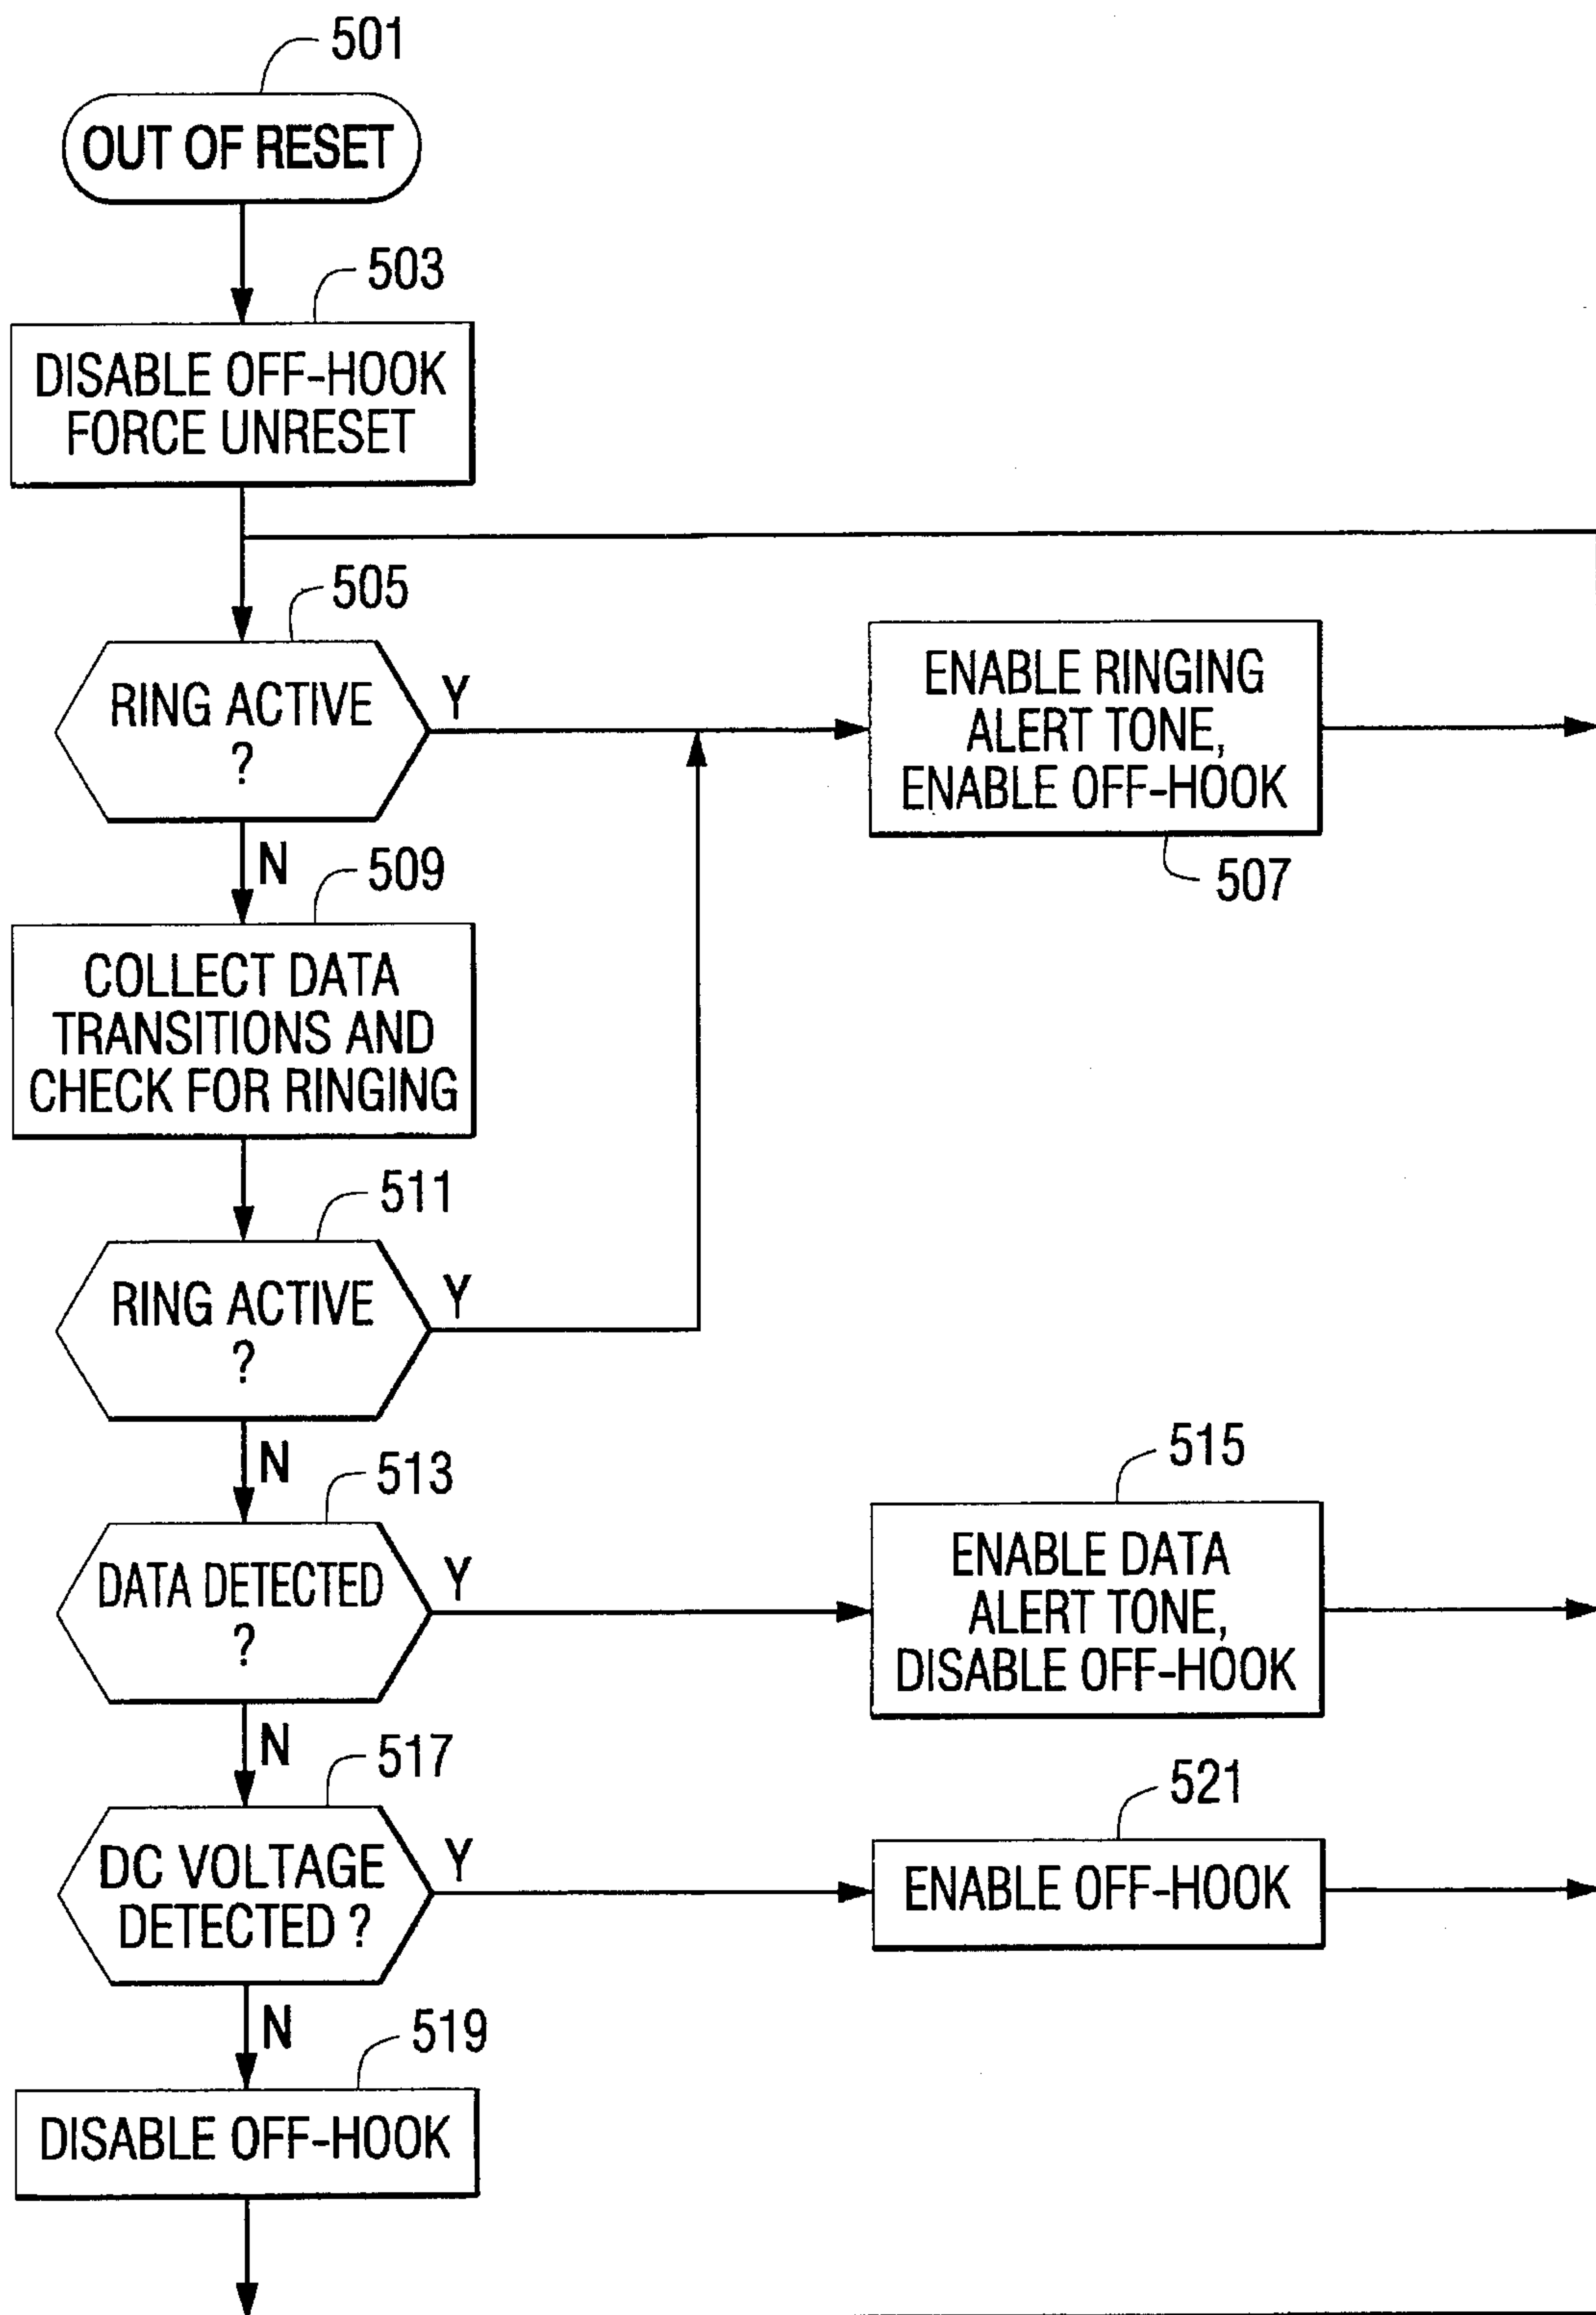 501
OUT OF RESET
503
DISABLE OFF-HOOK
FORCE UNRESET
505
RING ACTIVE
?
Y
N
ENABLE RINGING
ALERT TONE,
ENABLE OFF-HOOK
507
509
COLLECT DATA
TRANSITIONS AND
CHECK FOR RINGING
511
RING ACTIVE
?
Y
N
513
DATA DETECTED
?
Y
N
515
ENABLE DATA
ALERT TONE,
DISABLE OFF-HOOK
517
DC VOLTAGE
DETECTED ?
Y
N
521
ENABLE OFF-HOOK
519
DISABLE OFF-HOOK